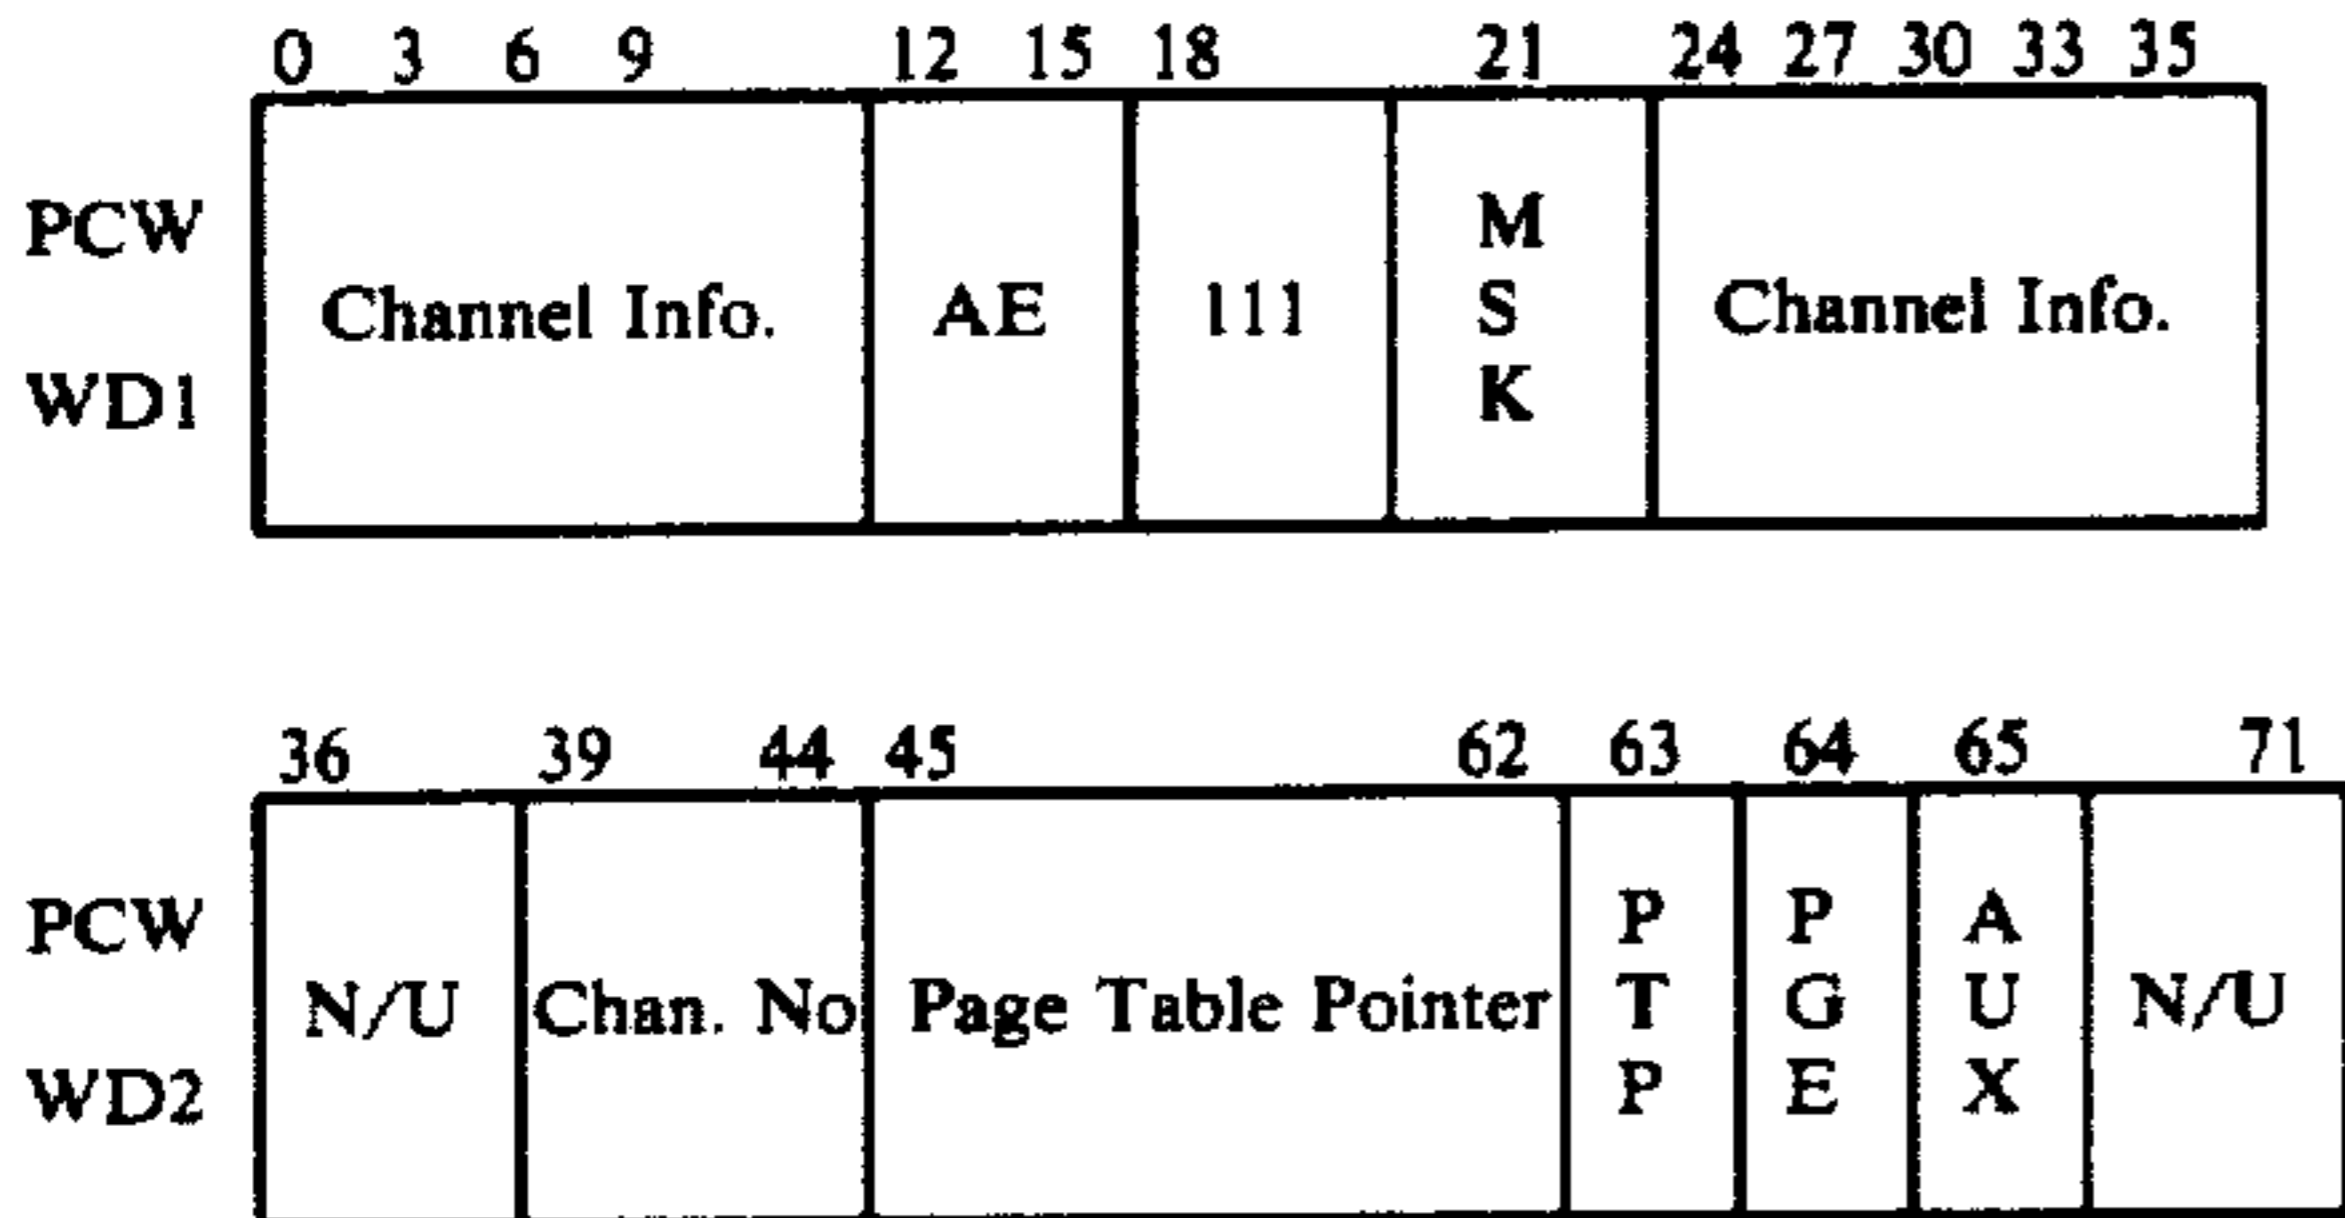 0 3 6 9 12 15 18 21 24 27 30 33 35
PCW
WD1
Channel Info.
AE
111
M
S
K
Channel Info.
36 39 44 45 62 63 64 65 71
PCW
WD2
N/U
Chan. No
Page Table Pointer
P
T
P
P
G
E
A
U
X
N/U